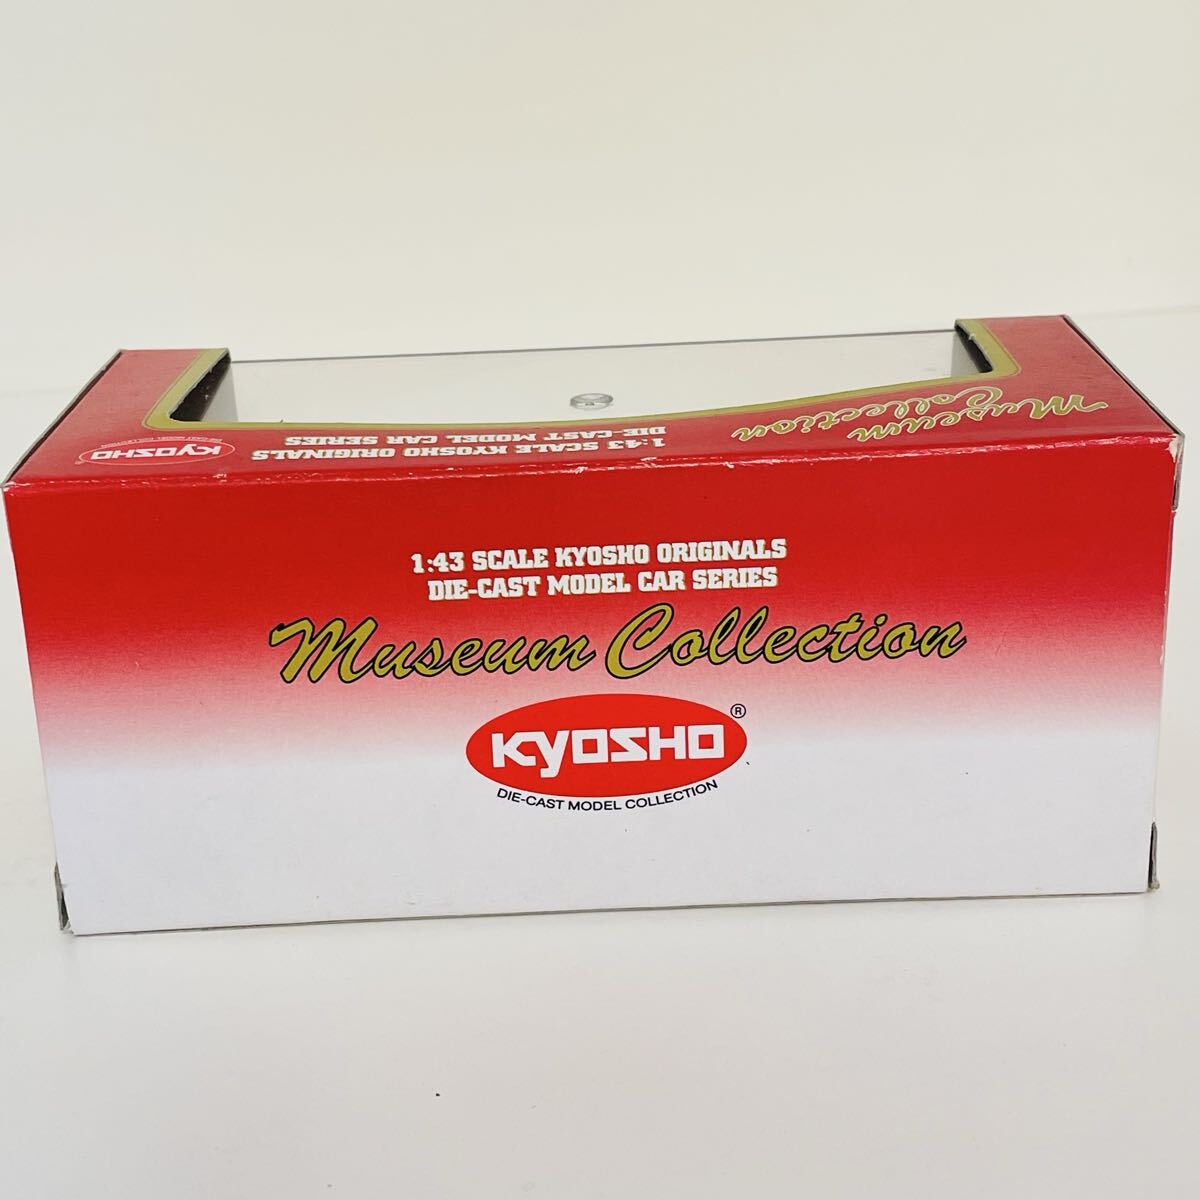 Museum
Collection
1:43 SCALE KYOSHO ORIGINALS
DIE-CAST MODEL CAR SERIES
KYOSHO
1:43 SCALE KYOSHO ORIGINALS
DIE-CAST MODEL CAR SERIES
Museum Collection
KYOSHO ®
DIE-CAST MODEL COLLECTION